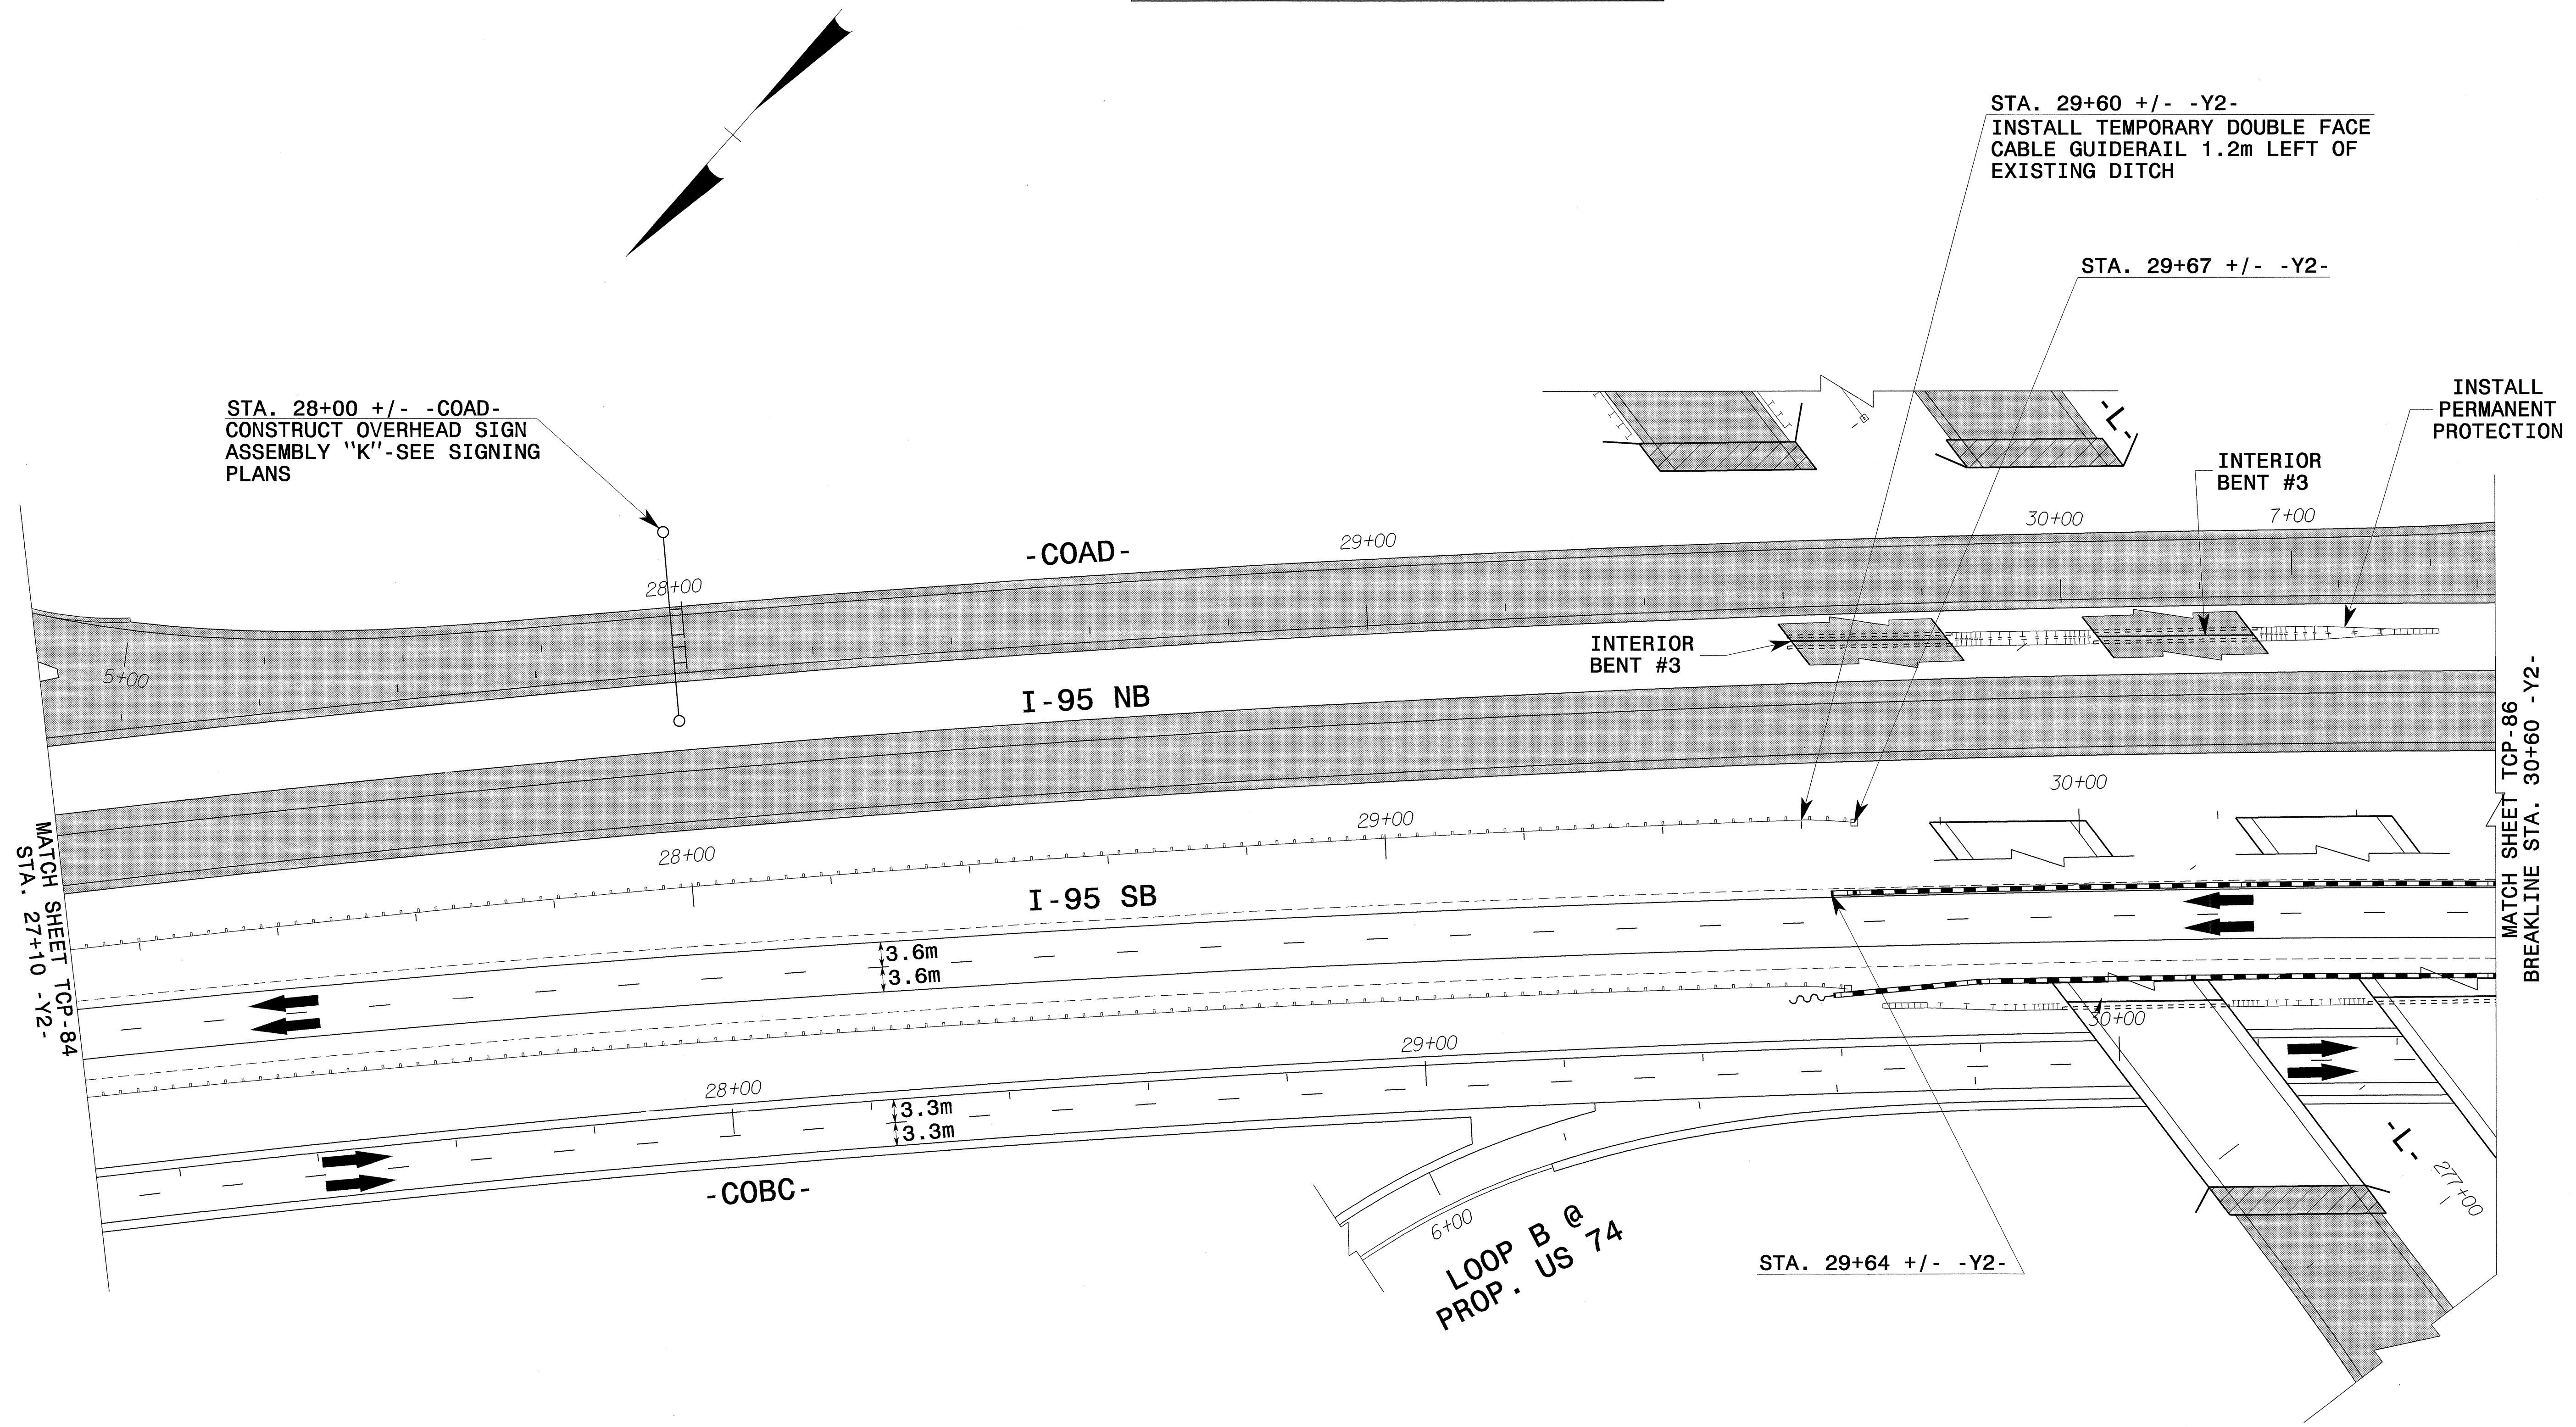 STA. 29+60 +/- -Y2-
INSTALL TEMPORARY DOUBLE FACE
CABLE GUIDERAIL 1.2m LEFT OF
EXISTING DITCH
STA. 29+67 +/- -Y2-
STA. 28+00 +/- -COAD-
CONSTRUCT OVERHEAD SIGN
ASSEMBLY "K"-SEE SIGNING
PLANS
INSTALL
PERMANENT
PROTECTION
-L-
INTERIOR
BENT #3
30+00
7+00
29+00
-COAD-
28+00
INTERIOR
BENT #3
5+00
I-95 NB
MATCH SHEET TCP-86
BREAKLINE STA. 30+60 -Y2-
30+00
29+00
28+00
MATCH SHEET TCP-84
STA. 27+10 -Y2-
I-95 SB
3.6m
3.6m
30+00
29+00
28+00
3.3m
3.3m
-COBC-
-L-
277+00
6+00
LOOP B @
PROP. US 74
STA. 29+64 +/- -Y2-